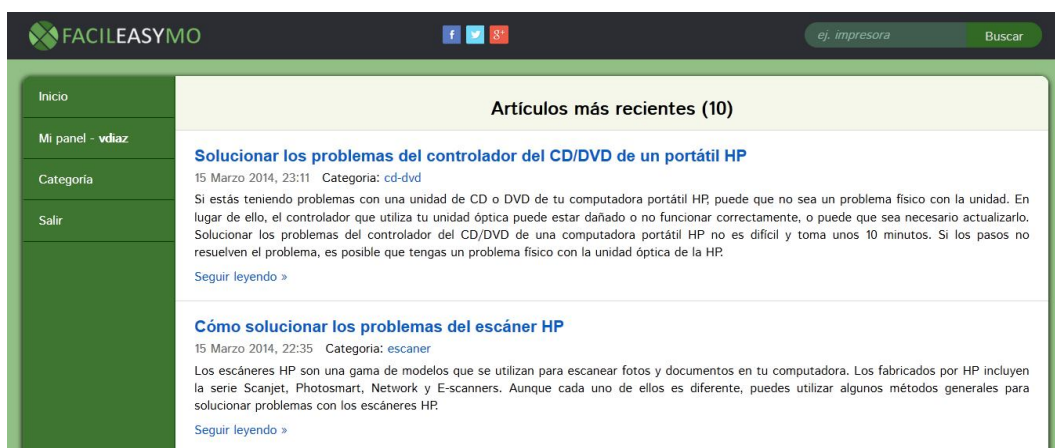 FACILEASYMO
f g+
ej. impresora
Buscar
Inicio
Mi panel - vdiaz
Categoría
Salir
Artículos más recientes (10)
Solucionar los problemas del controlador del CD/DVD de un portátil HP
15 Marzo 2014, 23:11 Categoria: cd-dvd
Si estás teniendo problemas con una unidad de CD o DVD de tu computadora portátil HP, puede que no sea un problema físico con la unidad. En
lugar de ello, el controlador que utiliza tu unidad óptica puede estar dañado o no funcionar correctamente, o puede que sea necesario actualizarlo.
Solucionar los problemas del controlador del CD/DVD de una computadora portátil HP no es difícil y toma unos 10 minutos. Si los pasos no
resuelven el problema, es posible que tengas un problema físico con la unidad óptica de la HP.
Seguir leyendo »
Cómo solucionar los problemas del escáner HP
15 Marzo 2014, 22:35 Categoria: escaner
Los escáneres HP son una gama de modelos que se utilizan para escanear fotos y documentos en tu computadora. Los fabricados por HP incluyen
la serie Scanjet, Photosmart, Network y E-scanners. Aunque cada uno de ellos es diferente, puedes utilizar algunos métodos generales para
solucionar problemas con los escáneres HP.
Seguir leyendo »